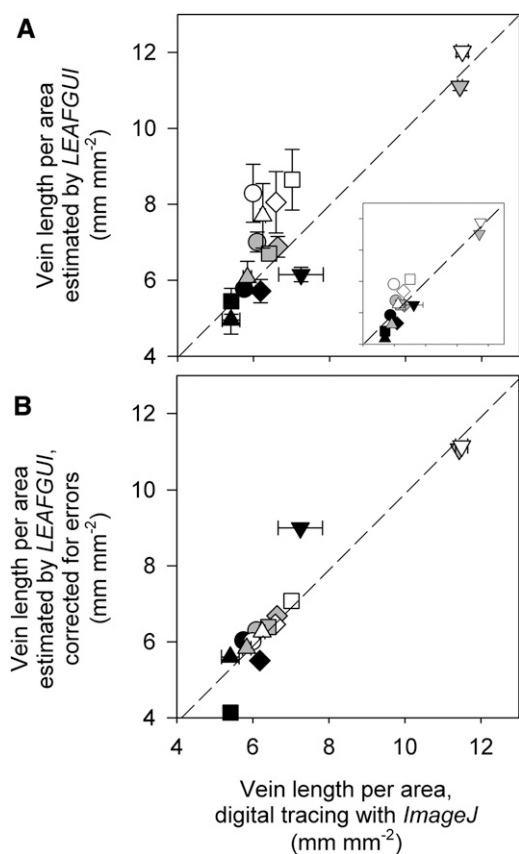 A
Vein length per area
estimated by LEAFGUI
(mm mm-2)
12
10
8
6
4
B
Vein length per area
estimated by LEAFGUI,
corrected for errors
(mm mm-2)
12
10
8
6
4
4 6 8 10 12
Vein length per area,
digital tracing with ImageJ
(mm mm-2)